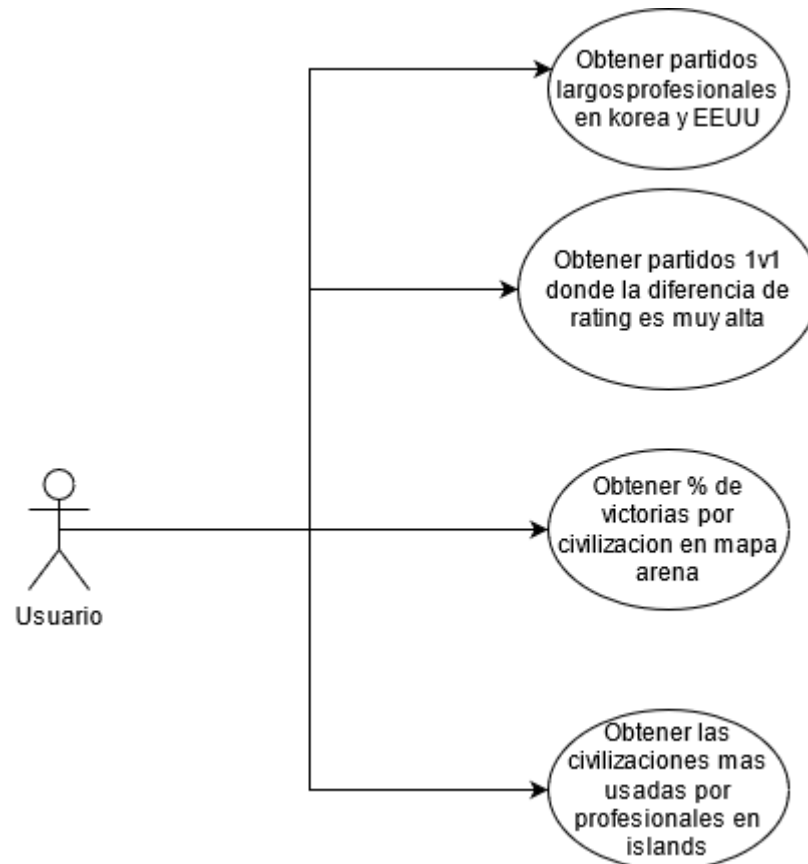 Obtener partidos
largosprofesionales
en korea y EEUU
Obtener partidos 1v1
donde la diferencia de
rating es muy alta
Obtener % de
victorias por
civilizacion en mapa
arena
Usuario
Obtener las
civilizaciones mas
usadas por
profesionales en
islands